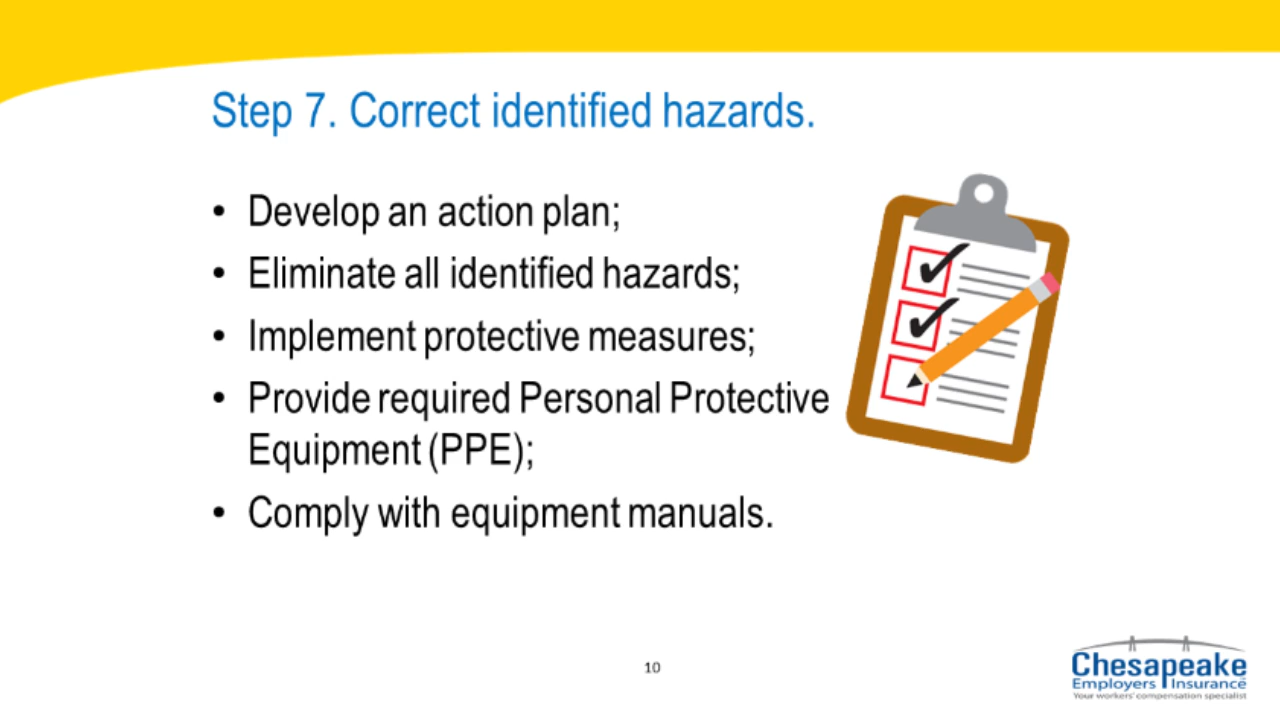 Step 7. Correct identified hazards.
• Develop an action plan;
• Eliminate all identified hazards;
• Implement protective measures;
• Provide required Personal Protective
Equipment (PPE);
• Comply with equipment manuals.
10
Chesapeake
Employers Insurance
Your workers' compensation specialist